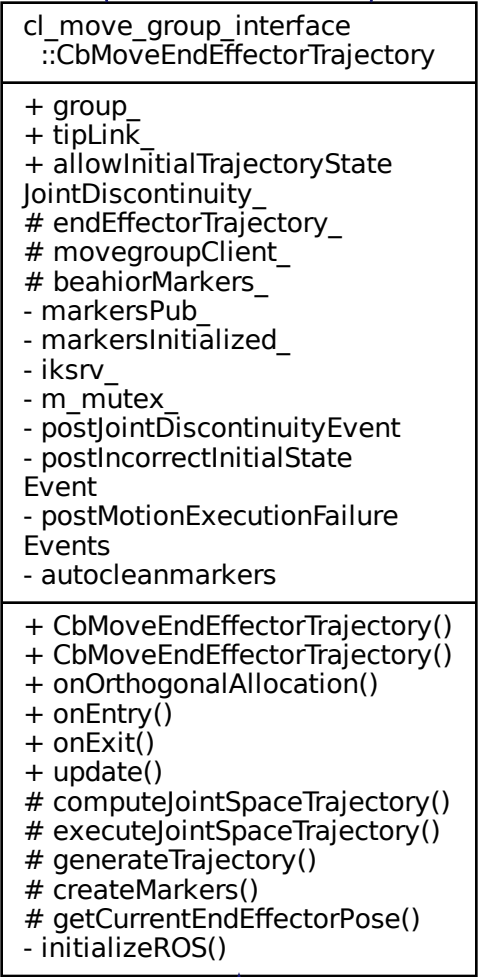 cl_move_group_interface
::CbMoveEndEffectorTrajectory
+ group_
+ tipLink_
+ allowInitialTrajectoryState
JointDiscontinuity_
# endEffectorTrajectory_
# movegroupClient_
# beahiorMarkers_
- markersPub_
- markersInitialized_
- iksrv_
- m_mutex_
- postJointDiscontinuityEvent
- postIncorrectInitialState
Event
- postMotionExecutionFailure
Events
- autocleanmarkers
+ CbMoveEndEffectorTrajectory()
+ CbMoveEndEffectorTrajectory()
+ onOrthogonalAllocation()
+ onEntry()
+ onExit()
+ update()
# computeJointSpaceTrajectory()
# executeJointSpaceTrajectory()
# generateTrajectory()
# createMarkers()
# getCurrentEndEffectorPose()
- initializeROS()